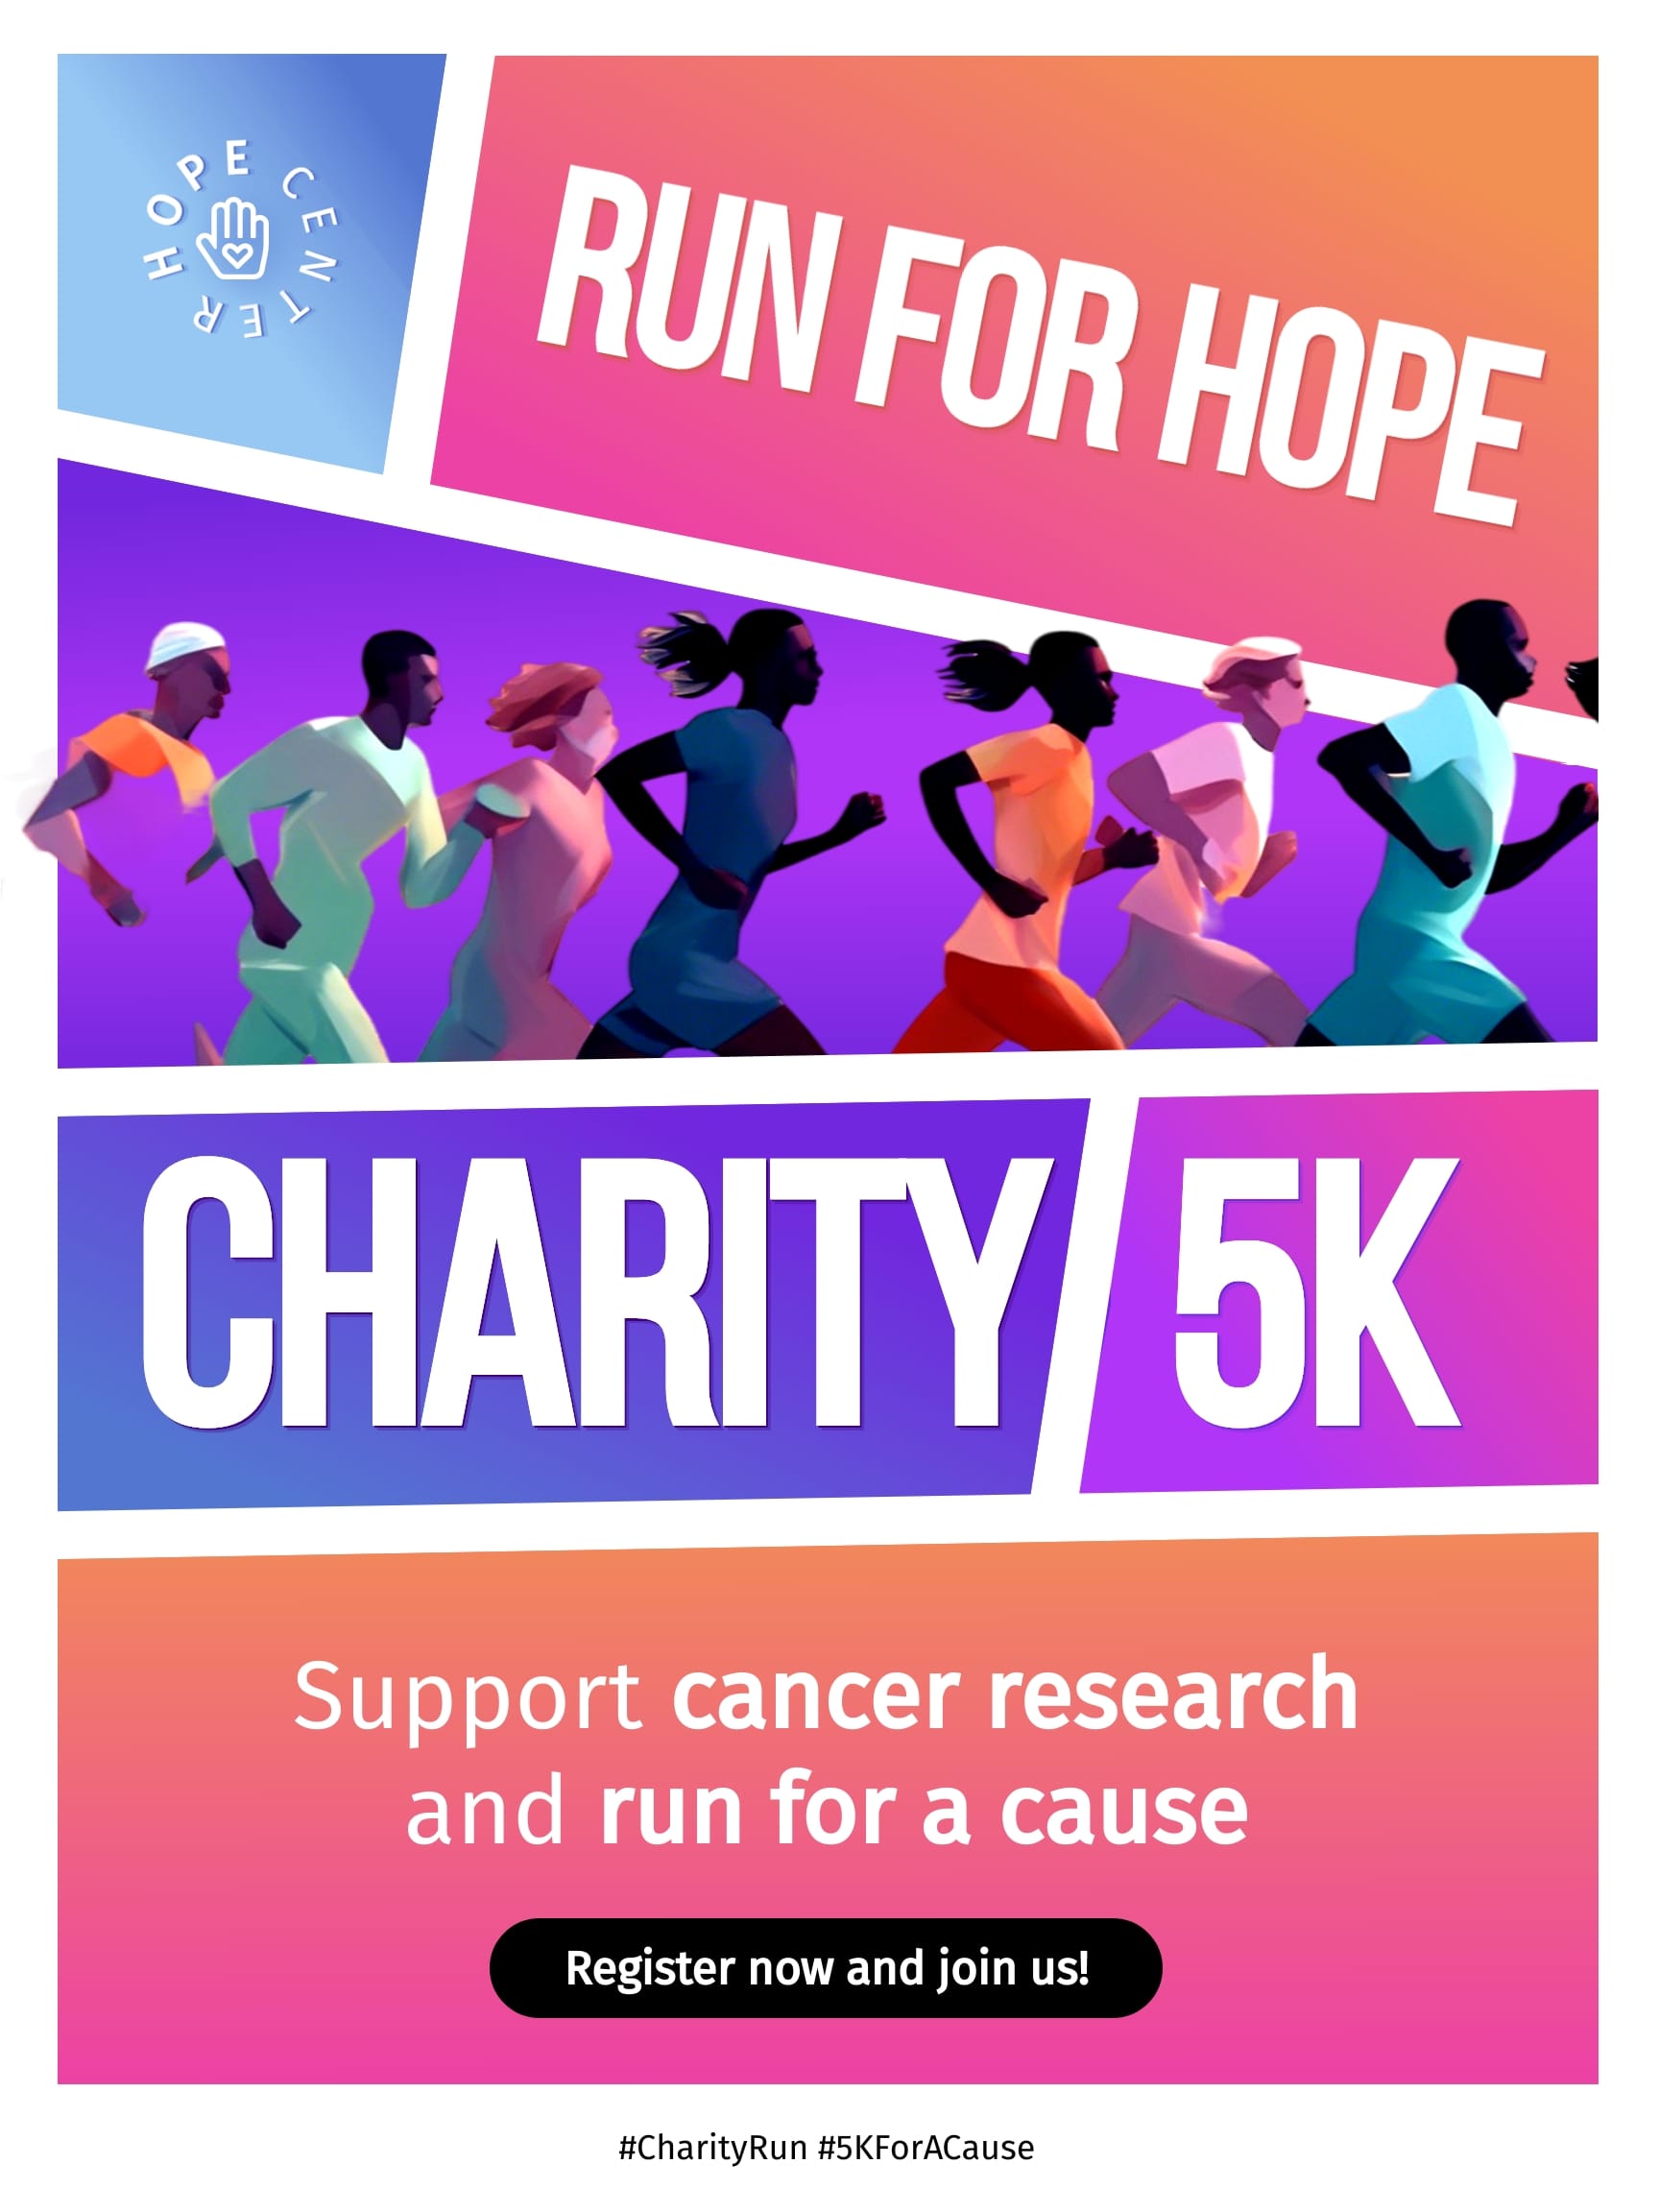 HOPE CENTER
RUN FOR HOPE
CHARITY 5K
Support cancer research
and run for a cause
Register now and join us!
#CharityRun #5KForACause